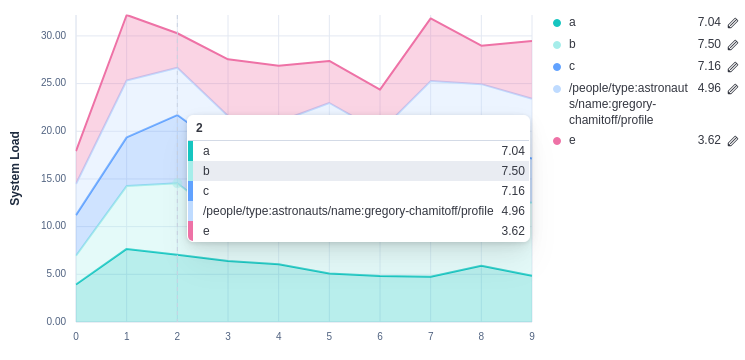 System Load
30.00
25.00
20.00
15.00
10.00
5.00
0.00
0 1 2 3 4 5 6 7 8 9
2
a 7.04
b 7.50
c 7.16
/people/type:astronauts/name:gregory-chamitoff/profile 4.96
e 3.62
a 7.04
b 7.50
c 7.16
/people/type:astronaut 4.96
s/name:gregory-
chamitoff/profile
e 3.62